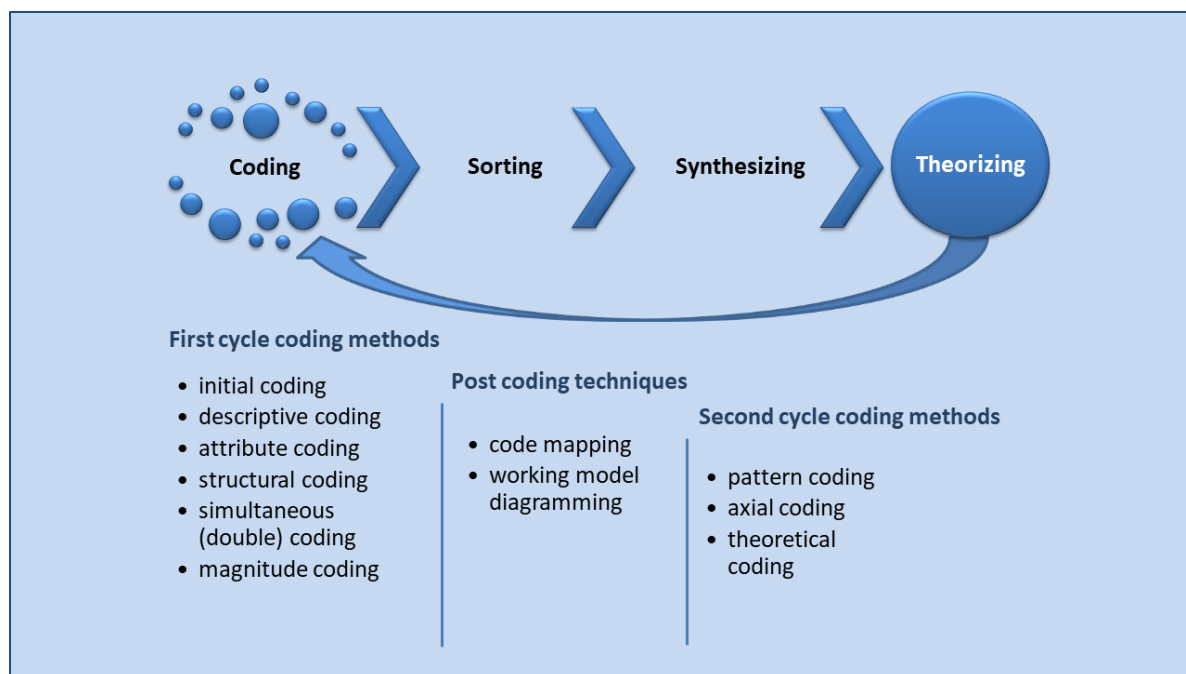 Coding
Sorting
Synthesizing
Theorizing
First cycle coding methods
• initial coding
• descriptive coding
• attribute coding
• structural coding
• simultaneous
(double) coding
• magnitude coding
Post coding techniques
• code mapping
• working model
diagramming
Second cycle coding methods
• pattern coding
• axial coding
• theoretical
coding